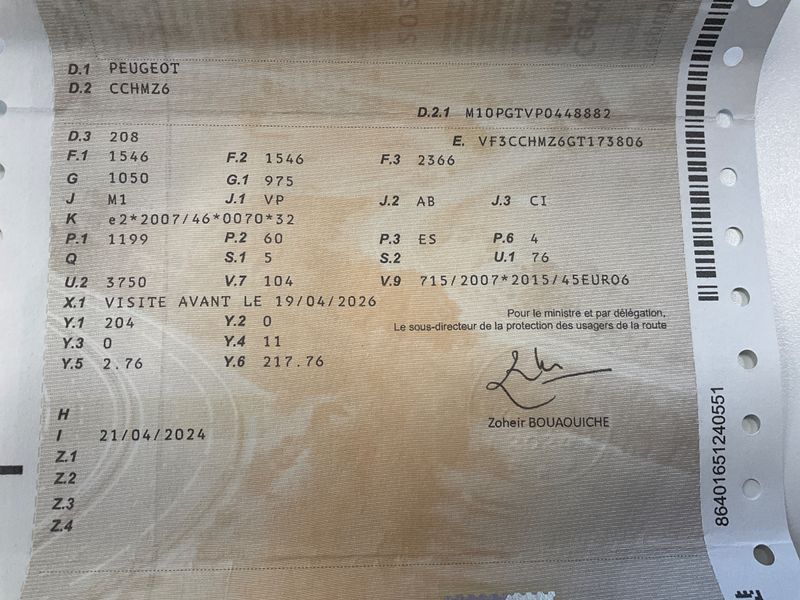 D.1 PEUGEOT
D.2 CCHMZ6
D.2.1 M10PGTVP0448882
D.3 208
E. VF3CCHMZ6GT173806
F.1 1546 F.2 1546 F.3 2366
G 1050 G.1 975
J M1 J.1 VP J.2 AB J.3 CI
K e2*2007/46*0070*32
P.1 1199 P.2 60 P.3 ES P.6 4
Q S.1 5 S.2 U.1 76
U.2 3750 V.7 104 V.9 715/2007*2015/45EURO6
X.1 VISITE AVANT LE 19/04/2026
Pour le ministre et par délégation,
Y.1 204 Y.2 0
Le sous-directeur de la protection des usagers de la route
Y.3 0 Y.4 11
Y.5 2.76 Y.6 217.76
H
Zoheir BOUAOUICHE
I 21/04/2024
Z.1
Z.2
Z.3
Z.4
86401651240551